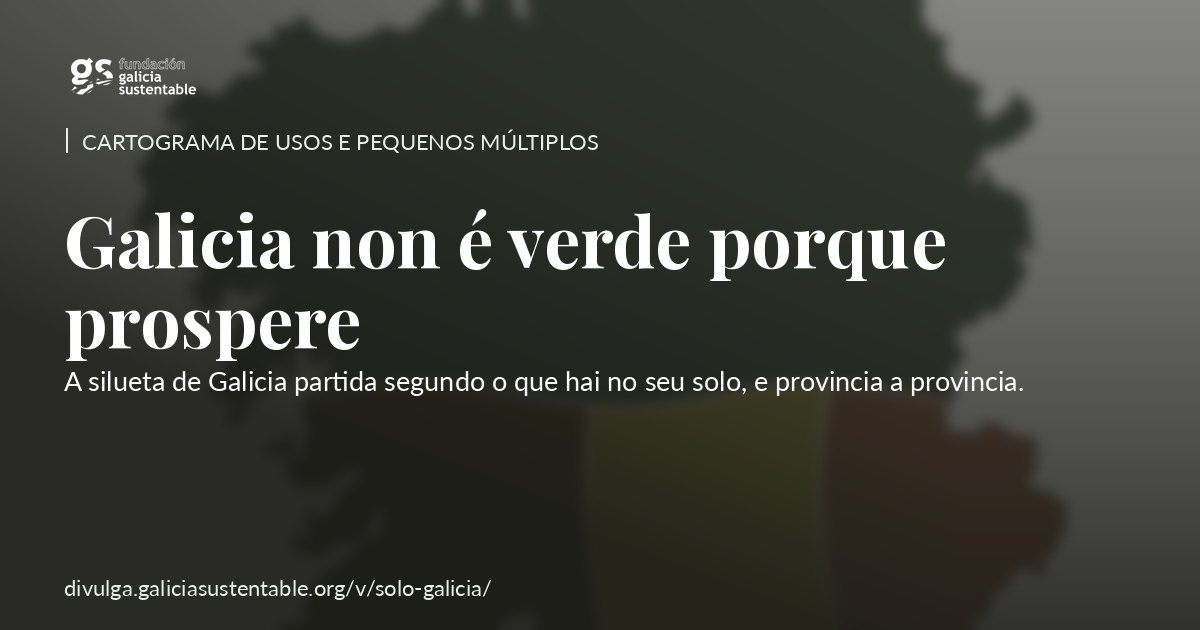 gs fundación
galicia
sustentable
CARTOGRAMA DE USOS E PEQUENOS MÚLTIPLOS
Galicia non é verde porque
prospere
A silueta de Galicia partida segundo o que hai no seu solo, e provincia a provincia.
divulga.galiciasustentable.org/v/solo-galicia/